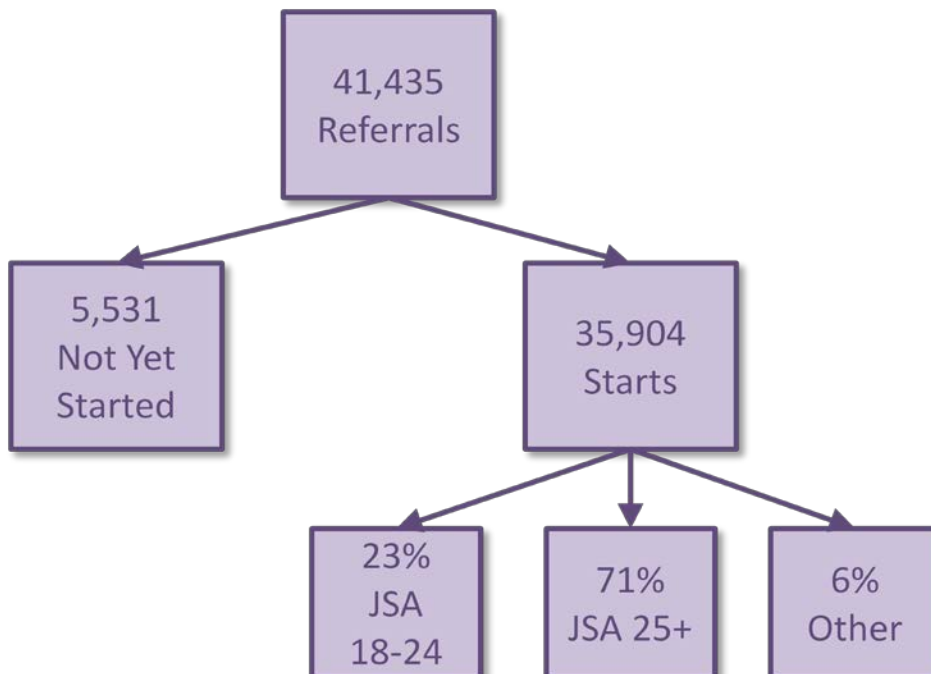 41,435
Referrals
5,531
Not Yet
Started
35,904
Starts
23%
JSA
18-24
71%
JSA 25+
6%
Other